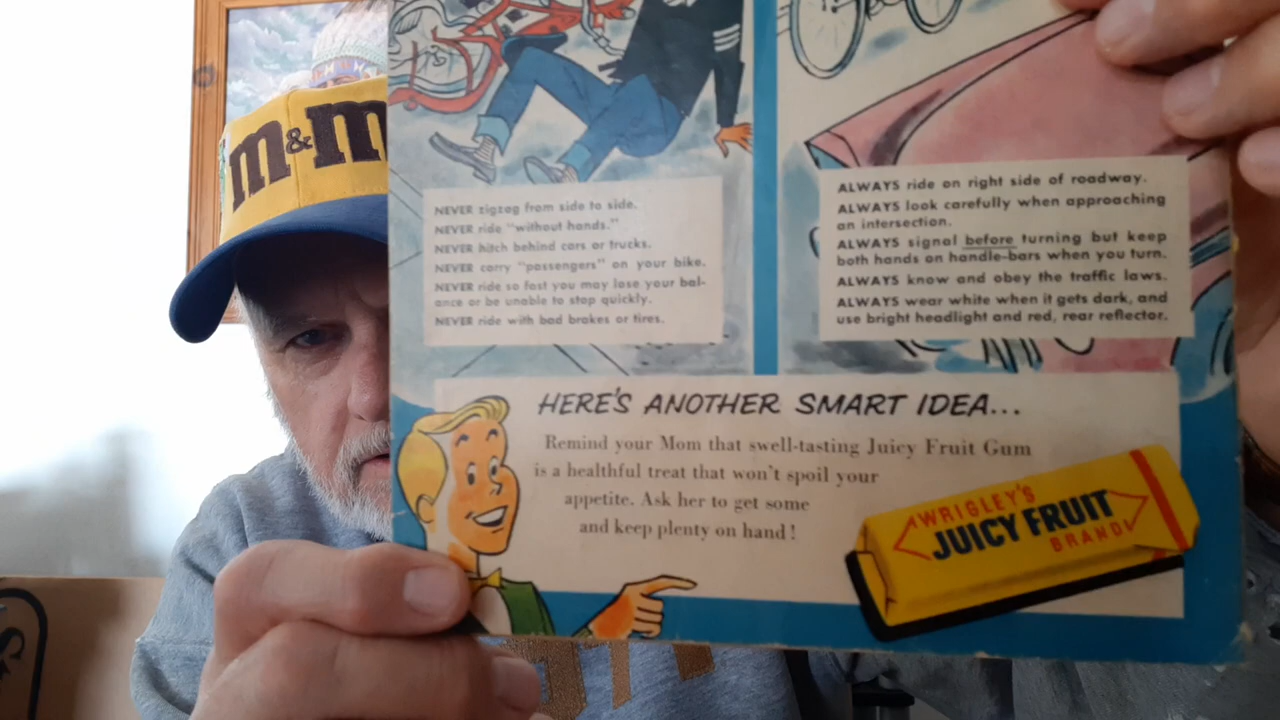 m&m
NEVER zigzag from side to side.
NEVER ride "without hands."
NEVER hitch behind cars or trucks.
NEVER carry "passengers" on your bike.
NEVER ride so fast you may lose your bal-
ance or be unable to stop quickly.
NEVER ride with bad brakes or tires.
ALWAYS ride on right side of roadway.
ALWAYS look carefully when approaching
an intersection.
ALWAYS signal before turning but keep
both hands on handle-bars when you turn.
ALWAYS know and obey the traffic laws.
ALWAYS wear white when it gets dark, and
use bright headlight and red, rear reflector.
HERE'S ANOTHER SMART IDEA...
Remind your Mom that swell-tasting Juicy Fruit Gum
is a healthful treat that won't spoil your
appetite. Ask her to get some
and keep plenty on hand!
WRIGLEY'S
JUICY FRUIT
BRAND